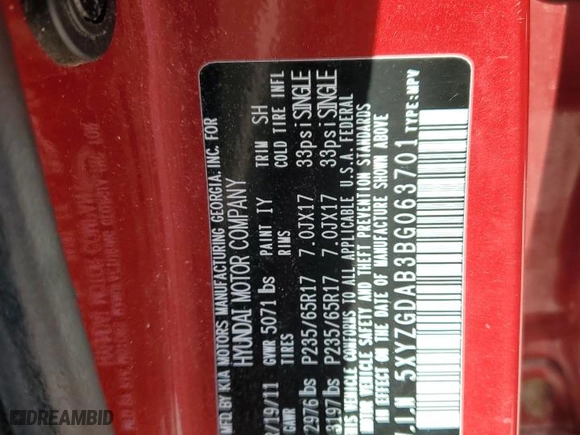 MFD BY KIA MOTORS MANUFACTURING GEORGIA, INC. FOR
HYUNDAI MOTOR COMPANY
/19/11 GVWR 5071 lbs PAINT IY TRIM SH
GAWR TIRES RIMS COLD TIRE INFL
2976 lbs P235/65R17 7.0JX17 33psi SINGLE
3197 lbs P235/65R17 7.0JX17 33psi SINGLE
VEHICLE CONFORMS TO ALL APPLICABLE U.S.A. FEDERAL
MOTOR VEHICLE SAFETY AND THEFT PREVENTION STANDARDS
IN EFFECT ON THE DATE OF MANUFACTURE SHOWN ABOVE
5XYZGDAB3BG063701 TYPE:MPV
DREAMBID